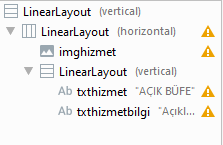 LinearLayout (vertical)
LinearLayout (horizontal)
imghizmet
LinearLayout (vertical)
Ab txthizmet "AÇIK BÜFE"
Ab txthizmetbilgi "Açıkl...